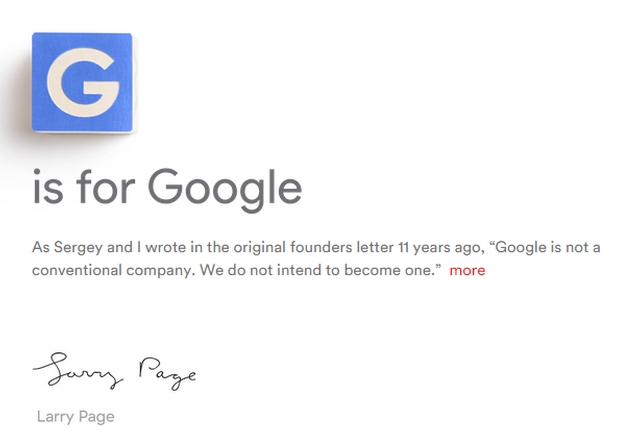 G
is for Google
As Sergey and I wrote in the original founders letter 11 years ago, “Google is not a
conventional company. We do not intend to become one.” more
Larry Page
Larry Page